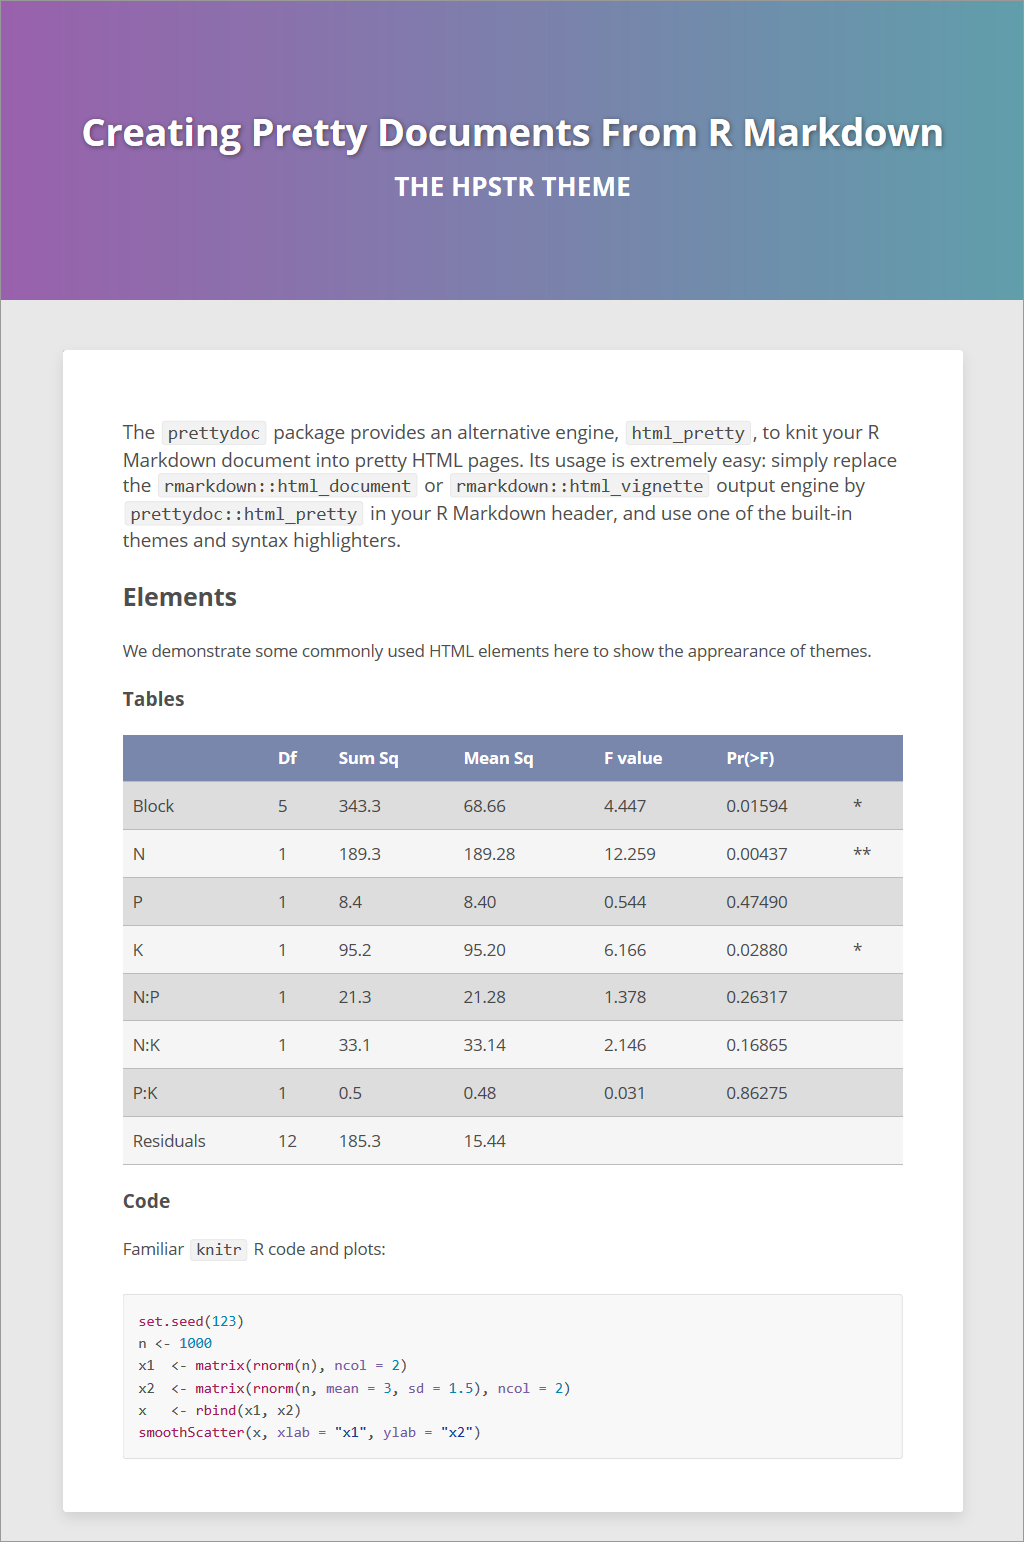 Creating Pretty Documents From R Markdown
THE HPSTR THEME
The prettydoc package provides an alternative engine, html_pretty, to knit your R
Markdown document into pretty HTML pages. Its usage is extremely easy: simply replace
the rmarkdown::html_document or rmarkdown::html_vignette output engine by
prettydoc::html_pretty in your R Markdown header, and use one of the built-in
themes and syntax highlighters.
Elements
We demonstrate some commonly used HTML elements here to show the apprearance of themes.
Tables
Df Sum Sq Mean Sq F value Pr(>F)
Block 5 343.3 68.66 4.447 0.01594 *
N 1 189.3 189.28 12.259 0.00437 **
P 1 8.4 8.40 0.544 0.47490
K 1 95.2 95.20 6.166 0.02880 *
N:P 1 21.3 21.28 1.378 0.26317
N:K 1 33.1 33.14 2.146 0.16865
P:K 1 0.5 0.48 0.031 0.86275
Residuals 12 185.3 15.44
Code
Familiar knitr R code and plots:
set.seed(123)
n <- 1000
x1  <- matrix(rnorm(n), ncol = 2)
x2  <- matrix(rnorm(n, mean = 3, sd = 1.5), ncol = 2)
x   <- rbind(x1, x2)
smoothScatter(x, xlab = "x1", ylab = "x2")